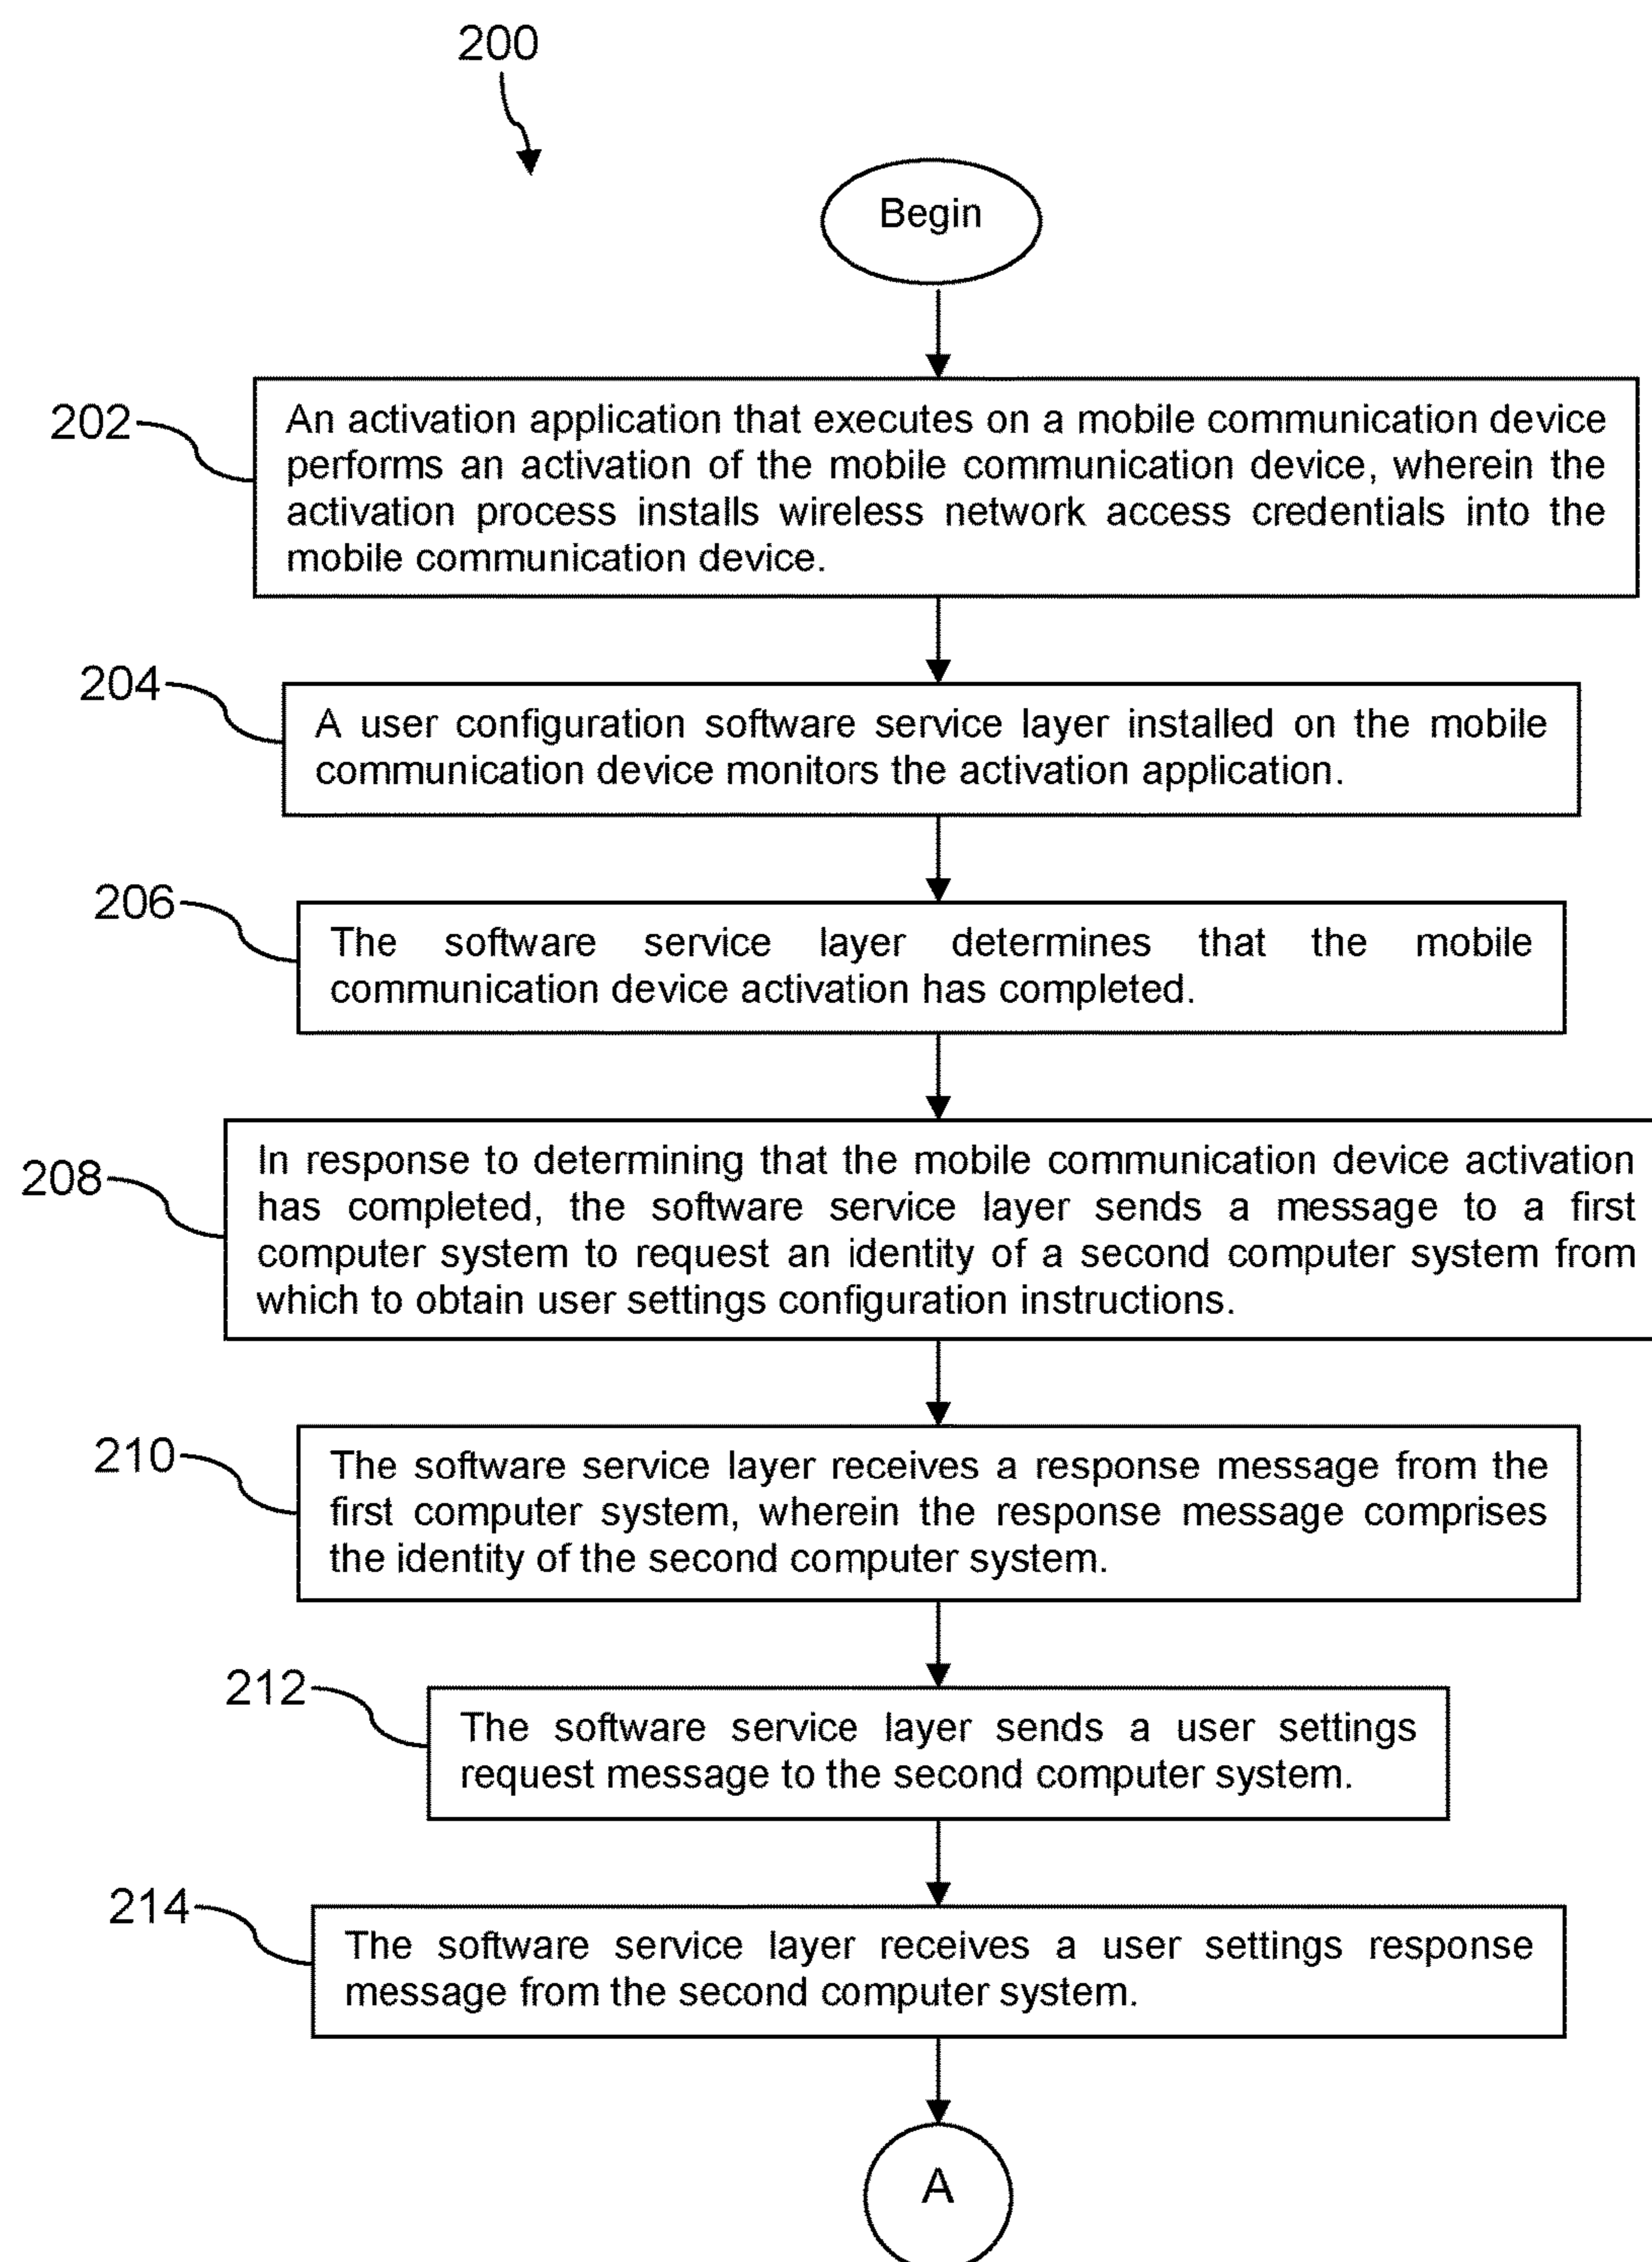 200
Begin
202
An activation application that executes on a mobile communication device
performs an activation of the mobile communication device, wherein the
activation process installs wireless network access credentials into the
mobile communication device.
204
A user configuration software service layer installed on the mobile
communication device monitors the activation application.
206
The software service layer determines that the mobile
communication device activation has completed.
208
In response to determining that the mobile communication device activation
has completed, the software service layer sends a message to a first
computer system to request an identity of a second computer system from
which to obtain user settings configuration instructions.
210
The software service layer receives a response message from the
first computer system, wherein the response message comprises
the identity of the second computer system.
212
The software service layer sends a user settings
request message to the second computer system.
214
The software service layer receives a user settings response
message from the second computer system.
A